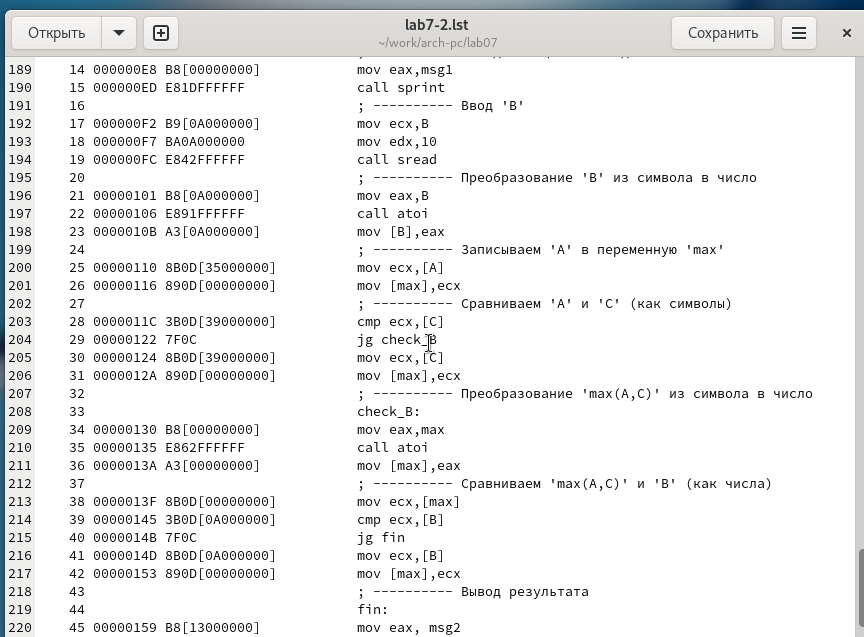 Открыть
lab7-2.lst
~/work/arch-pc/lab07
Сохранить
189 14 000000E8 B8[00000000] mov eax,msg1
190 15 000000ED E81DFFFFFF call sprint
191 16 ; ---------- Ввод 'B'
192 17 000000F2 B9[0A000000] mov ecx,B
193 18 000000F7 BA0A000000 mov edx,10
194 19 000000FC E842FFFFFF call sread
195 20 ; ---------- Преобразование 'B' из символа в число
196 21 00000101 B8[0A000000] mov eax,B
197 22 00000106 E891FFFFFF call atoi
198 23 0000010B A3[0A000000] mov [B],eax
199 24 ; ---------- Записываем 'A' в переменную 'max'
200 25 00000110 8B0D[35000000] mov ecx,[A]
201 26 00000116 890D[00000000] mov [max],ecx
202 27 ; ---------- Сравниваем 'A' и 'C' (как символы)
203 28 0000011C 3B0D[39000000] cmp ecx,[C]
204 29 00000122 7F0C jg check_B
205 30 00000124 8B0D[39000000] mov ecx,[C]
206 31 0000012A 890D[00000000] mov [max],ecx
207 32 ; ---------- Преобразование 'max(A,C)' из символа в число
208 33 check_B:
209 34 00000130 B8[00000000] mov eax,max
210 35 00000135 E862FFFFFF call atoi
211 36 0000013A A3[00000000] mov [max],eax
212 37 ; ---------- Сравниваем 'max(A,C)' и 'B' (как числа)
213 38 0000013F 8B0D[00000000] mov ecx,[max]
214 39 00000145 3B0D[0A000000] cmp ecx,[B]
215 40 0000014B 7F0C jg fin
216 41 0000014D 8B0D[0A000000] mov ecx,[B]
217 42 00000153 890D[00000000] mov [max],ecx
218 43 ; ---------- Вывод результата
219 44 fin:
220 45 00000159 B8[13000000] mov eax, msg2